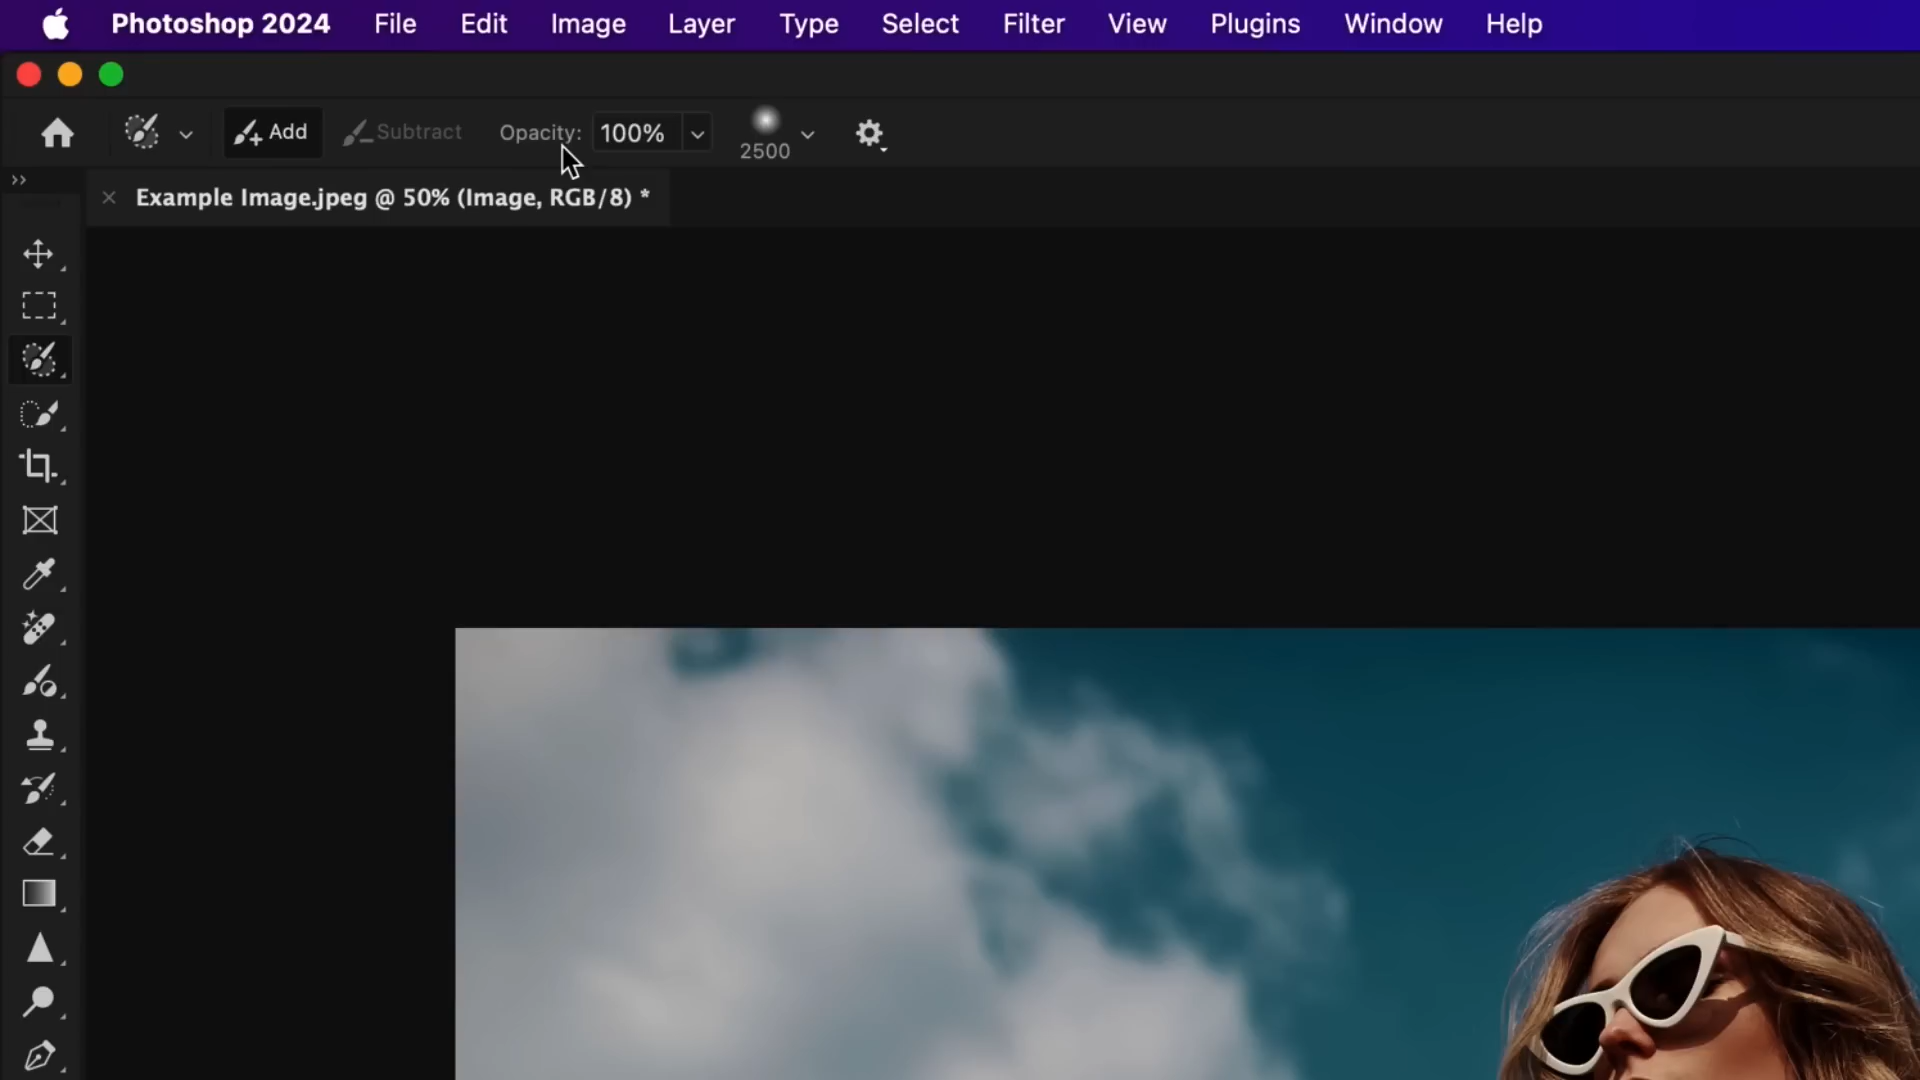 Photoshop 2024 File Edit Image Layer Type Select Filter View Plugins Window Help
Add Subtract Opacity: 100% 2500
Example Image.jpeg @ 50% (Image, RGB/8) *